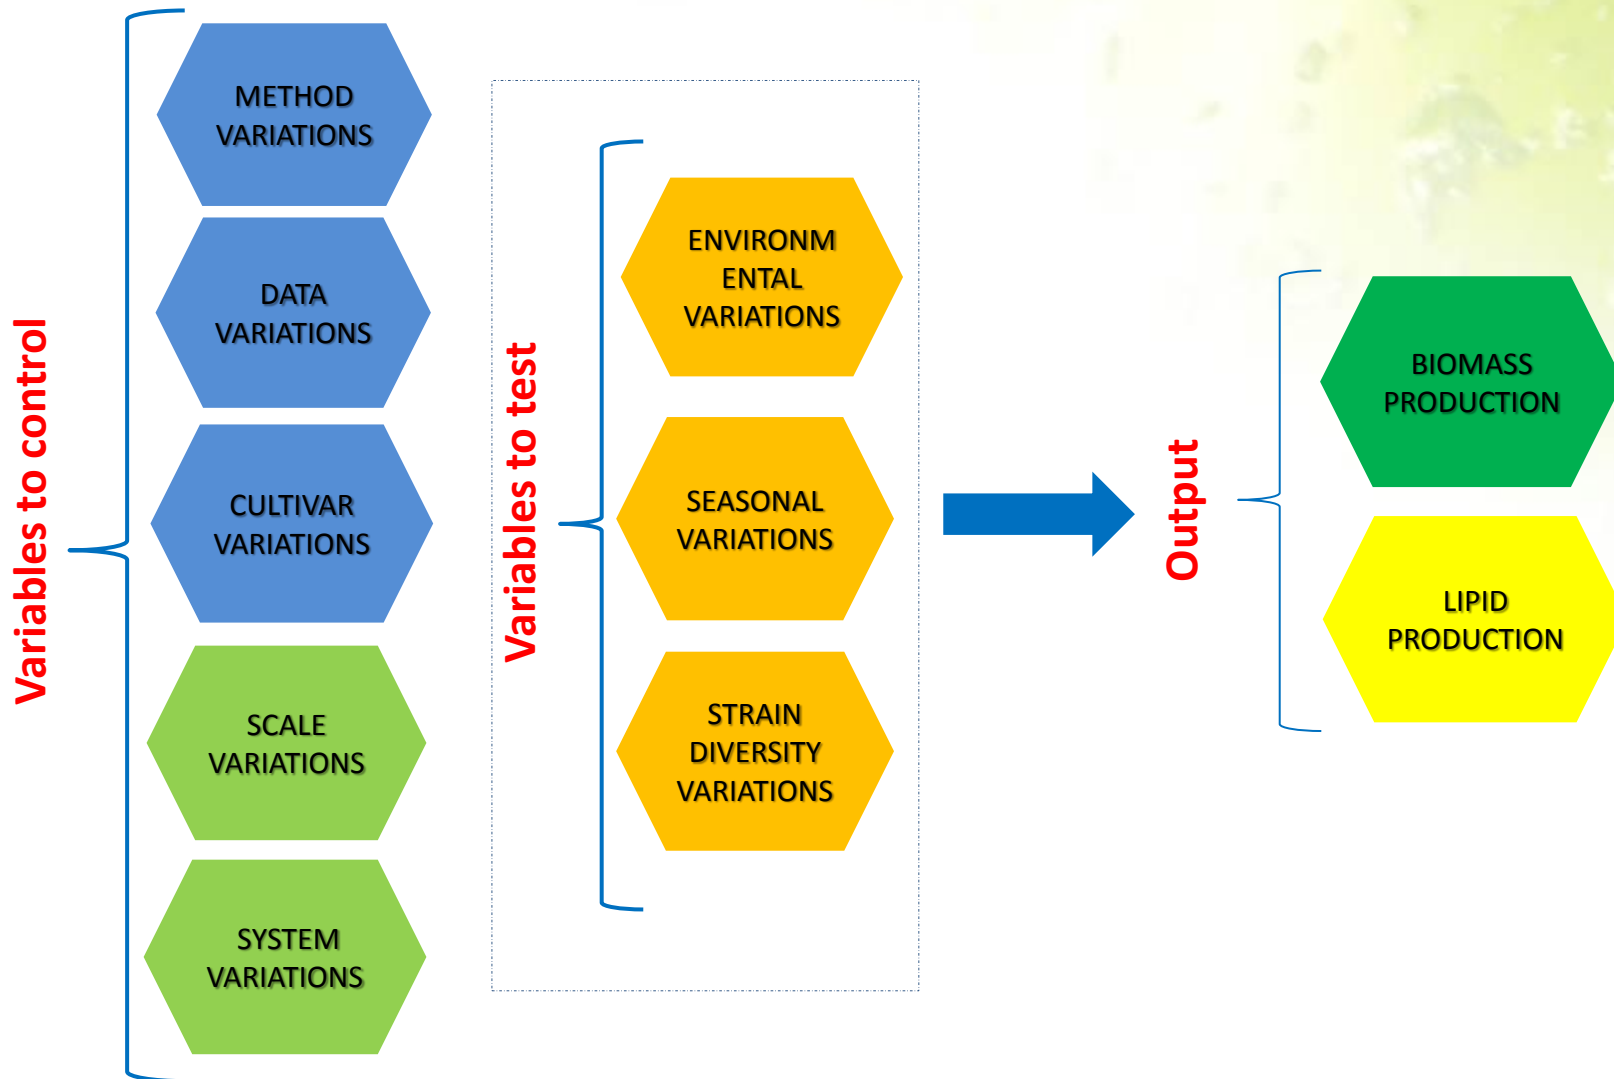 Variables to control
METHOD
VARIATIONS
DATA
VARIATIONS
CULTIVAR
VARIATIONS
SCALE
VARIATIONS
SYSTEM
VARIATIONS
Variables to test
ENVIRONM
ENTAL
VARIATIONS
SEASONAL
VARIATIONS
STRAIN
DIVERSITY
VARIATIONS
Output
BIOMASS
PRODUCTION
LIPID
PRODUCTION